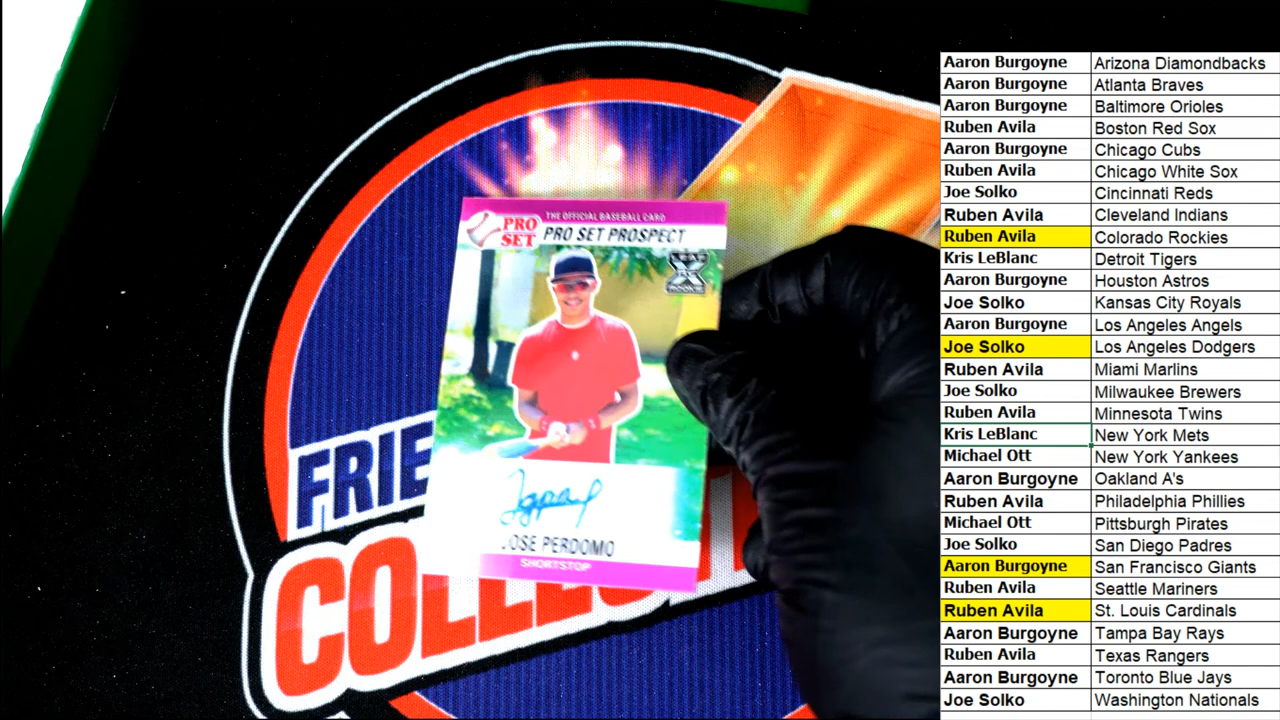 THE OFFICIAL BASEBALL CARD
PRO SET
PRO SET PROSPECT
LEAF
ROOKIE
JOSE PERDOMO
SHORTSTOP
FRIE
Aaron Burgoyne Arizona Diamondbacks
Aaron Burgoyne Atlanta Braves
Aaron Burgoyne Baltimore Orioles
Ruben Avila Boston Red Sox
Aaron Burgoyne Chicago Cubs
Ruben Avila Chicago White Sox
Joe Solko Cincinnati Reds
Ruben Avila Cleveland Indians
Ruben Avila Colorado Rockies
Kris LeBlanc Detroit Tigers
Aaron Burgoyne Houston Astros
Joe Solko Kansas City Royals
Aaron Burgoyne Los Angeles Angels
Joe Solko Los Angeles Dodgers
Ruben Avila Miami Marlins
Joe Solko Milwaukee Brewers
Ruben Avila Minnesota Twins
Kris LeBlanc New York Mets
Michael Ott New York Yankees
Aaron Burgoyne Oakland A's
Ruben Avila Philadelphia Phillies
Michael Ott Pittsburgh Pirates
Joe Solko San Diego Padres
Aaron Burgoyne San Francisco Giants
Ruben Avila Seattle Mariners
Ruben Avila St. Louis Cardinals
Aaron Burgoyne Tampa Bay Rays
Ruben Avila Texas Rangers
Aaron Burgoyne Toronto Blue Jays
Joe Solko Washington Nationals